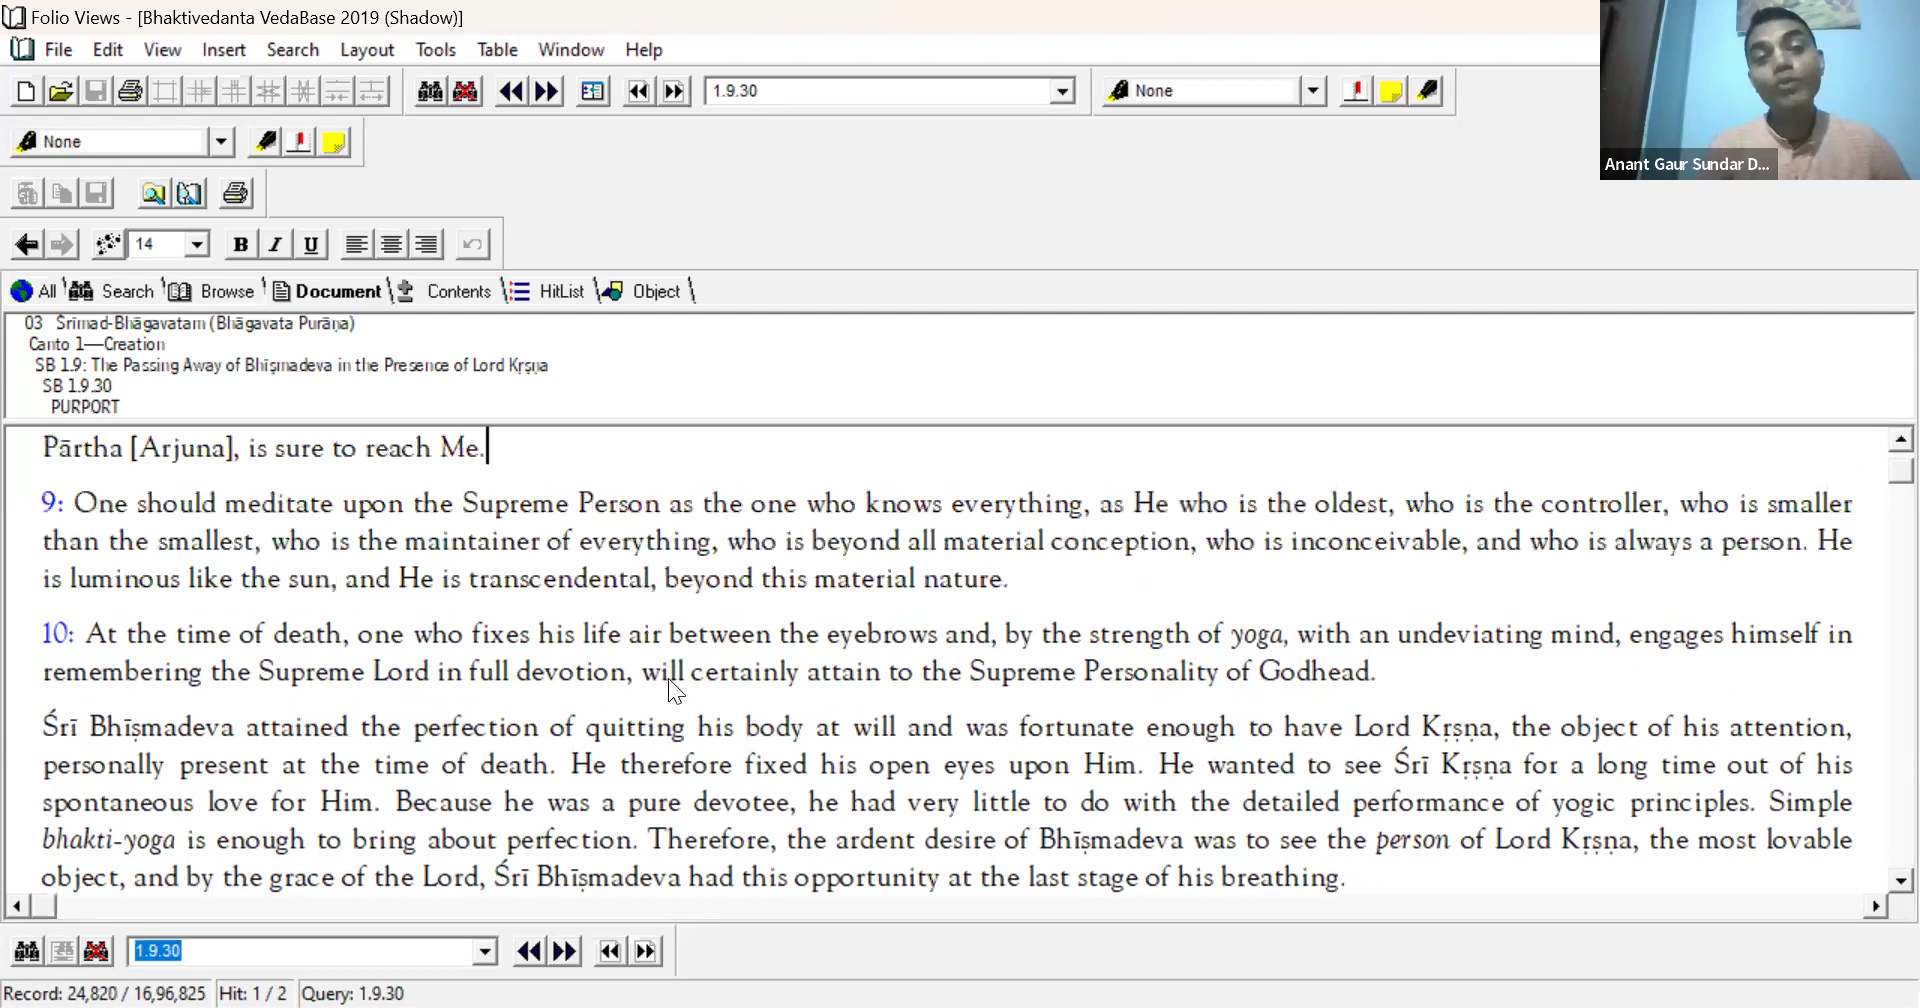 Folio Views - [Bhaktivedanta VedaBase 2019 (Shadow)]
File Edit View Insert Search Layout Tools Table Window Help
1.9.30 None
None
Anant Gaur Sundar D...
14 B I U
All Search Browse Document Contents HitList Object
03 Śrīmad-Bhāgavatam (Bhāgavata Purāṇa)
Canto 1—Creation
SB 1.9: The Passing Away of Bhīṣmadeva in the Presence of Lord Kṛṣṇa
SB 1.9.30
PURPORT
Pārtha [Arjuna], is sure to reach Me.
9: One should meditate upon the Supreme Person as the one who knows everything, as He who is the oldest, who is the controller, who is smaller
than the smallest, who is the maintainer of everything, who is beyond all material conception, who is inconceivable, and who is always a person. He
is luminous like the sun, and He is transcendental, beyond this material nature.
10: At the time of death, one who fixes his life air between the eyebrows and, by the strength of yoga, with an undeviating mind, engages himself in
remembering the Supreme Lord in full devotion, will certainly attain to the Supreme Personality of Godhead.
Śrī Bhīṣmadeva attained the perfection of quitting his body at will and was fortunate enough to have Lord Kṛṣṇa, the object of his attention,
personally present at the time of death. He therefore fixed his open eyes upon Him. He wanted to see Śrī Kṛṣṇa for a long time out of his
spontaneous love for Him. Because he was a pure devotee, he had very little to do with the detailed performance of yogic principles. Simple
bhakti-yoga is enough to bring about perfection. Therefore, the ardent desire of Bhīṣmadeva was to see the person of Lord Kṛṣṇa, the most lovable
object, and by the grace of the Lord, Śrī Bhīṣmadeva had this opportunity at the last stage of his breathing.
1.9.30
Record: 24,820 / 16,96,825 Hit: 1 / 2 Query: 1.9.30